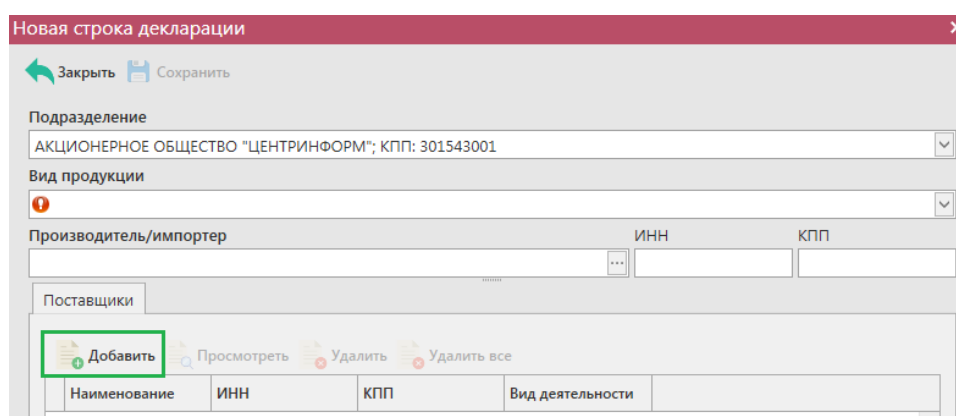 Новая строка декларации
Закрыть Сохранить
Подразделение
АКЦИОНЕРНОЕ ОБЩЕСТВО "ЦЕНТРИНФОРМ"; КПП: 301543001
Вид продукции
Производитель/импортер ИНН КПП
Поставщики
Добавить Просмотреть Удалить Удалить все
Наименование ИНН КПП Вид деятельности